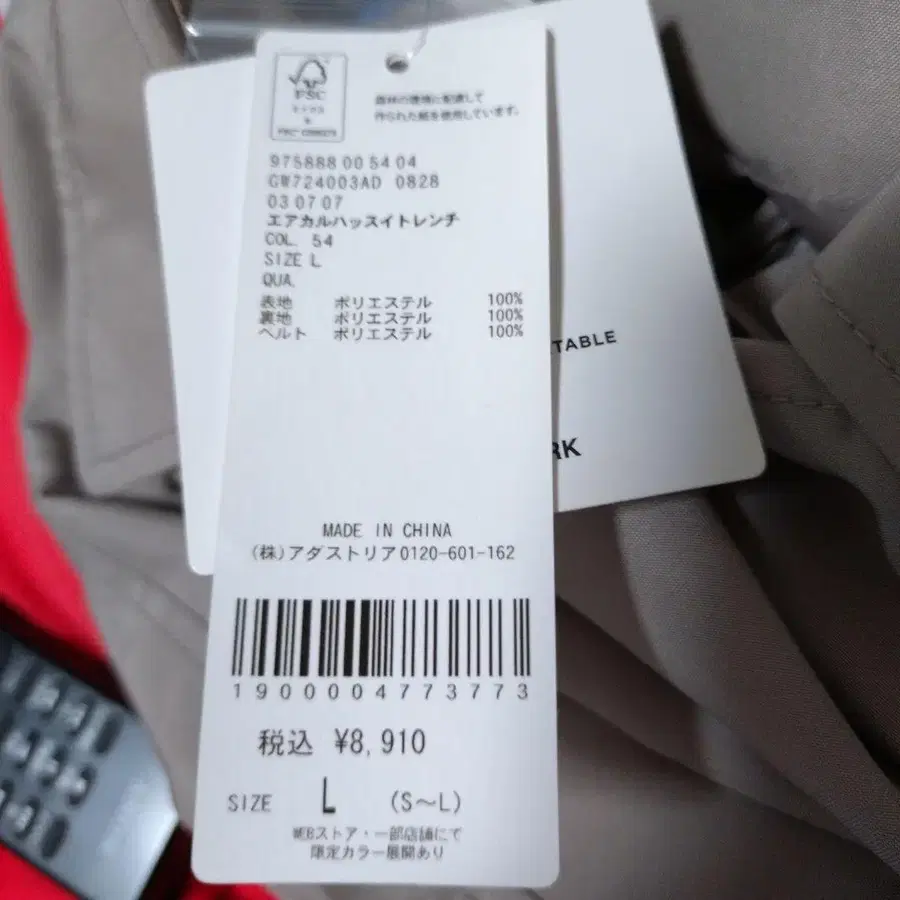 FSC
森林の環境に配慮して
作られた紙を使用しています。
975888 00 54 04
GW724003AD 0828
03 07 07
エアカルハッスイトレンチ
COL. 54
SIZE L
QUA.
表地 ポリエステル 100%
裏地 ポリエステル 100%
ベルト ポリエステル 100%
TABLE
RK
MADE IN CHINA
(株)アダストリア0120-601-162
1900004773773
税込 ¥8,910
SIZE L (S〜L)
WEBストア・一部店舗にて
限定カラー展開あり